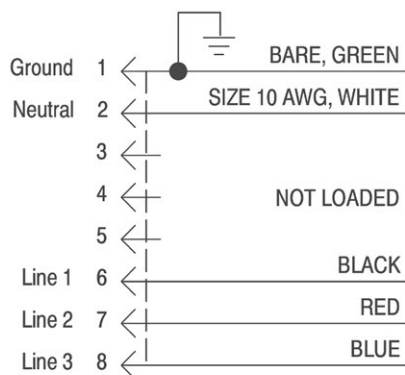 Ground 1 BARE, GREEN
Neutral 2 SIZE 10 AWG, WHITE
3
4 NOT LOADED
5
Line 1 6 BLACK
Line 2 7 RED
Line 3 8 BLUE